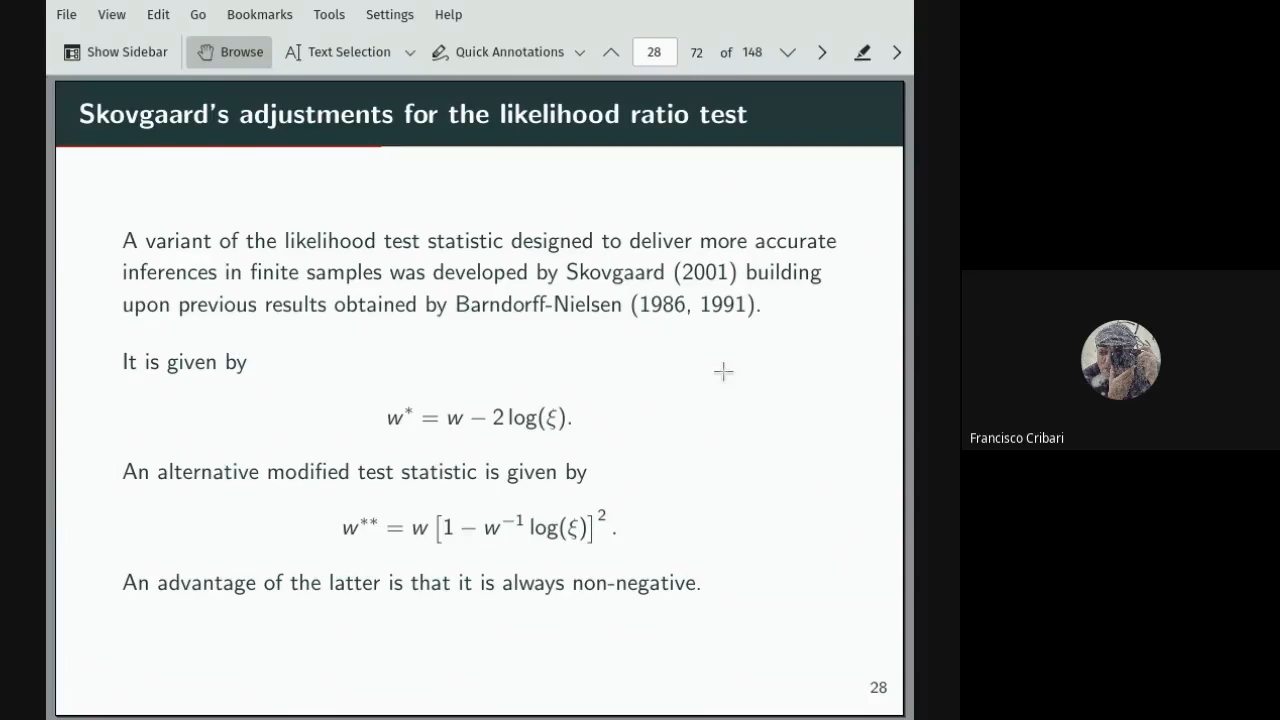 File View Edit Go Bookmarks Tools Settings Help
Show Sidebar Browse Text Selection Quick Annotations 28 72 of 148
Skovgaard's adjustments for the likelihood ratio test
A variant of the likelihood test statistic designed to deliver more accurate
inferences in finite samples was developed by Skovgaard (2001) building
upon previous results obtained by Barndorff-Nielsen (1986, 1991).
It is given by
w* = w − 2 log(ξ).
An alternative modified test statistic is given by
w** = w [1 − w⁻¹ log(ξ)]².
An advantage of the latter is that it is always non-negative.
28
Francisco Cribari